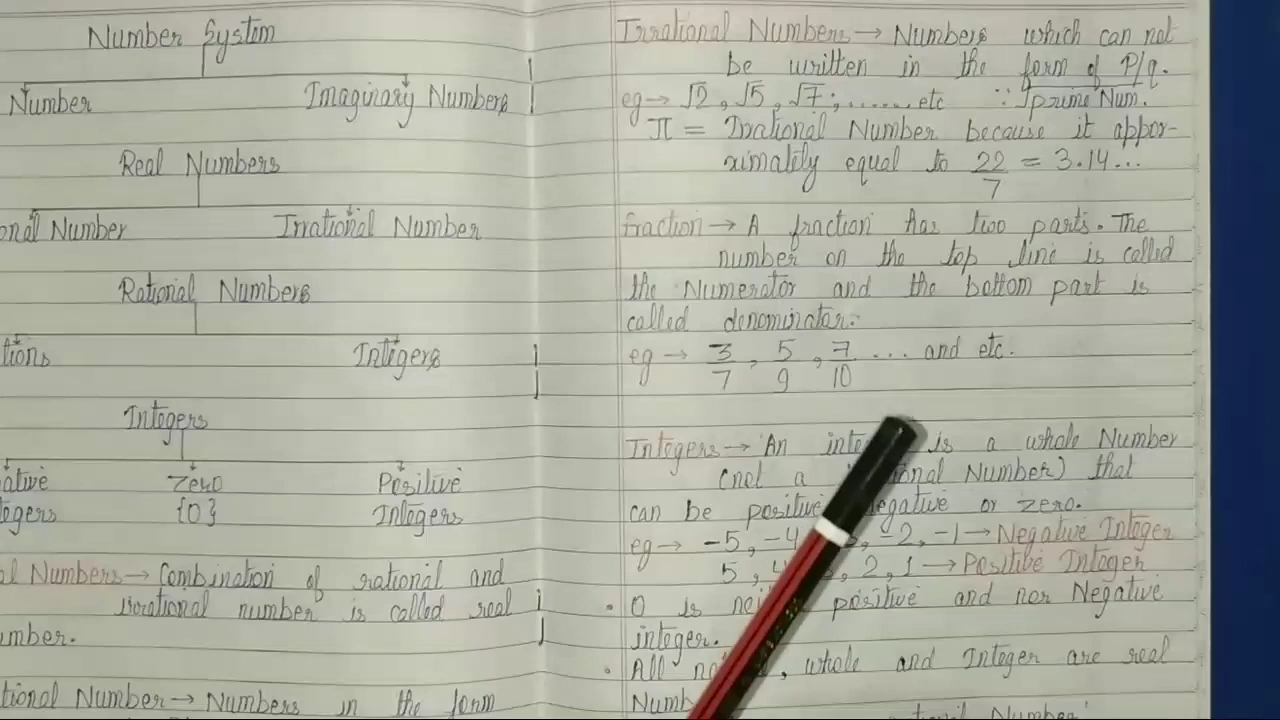 Number System
Number Imaginary Numbers
Real Numbers
onal Number Irrational Number
Rational Numbers
tions Integers
Integers
ative Zero Positive
tegers {0} Integers
al Numbers → Combination of rational and
irrational number is called real
umber.
tional Number → Numbers in the form
Irrational Numbers → Numbers which can not
be written in the form of P/q.
eg → √2, √5, √7, ....... etc ∵ √prime Num.
π = Irrational Number because it appor-
ximately equal to 22/7 = 3.14...
fraction → A fraction has two parts. The
number on the top line is called
the Numerator and the bottom part is
called denominator.
eg → 3/7, 5/9, 7/10 ... and etc.
Integers → An inte is a whole Number
(not a onal Number) that
can be positive negative or zero.
eg → -5, -4 -2, -1 → Negative Integer
5, 4 2, 1 → Positive Integer
• 0 is nei positive and nor Negative
integer.
• All na , whole and Integer are real
Numb